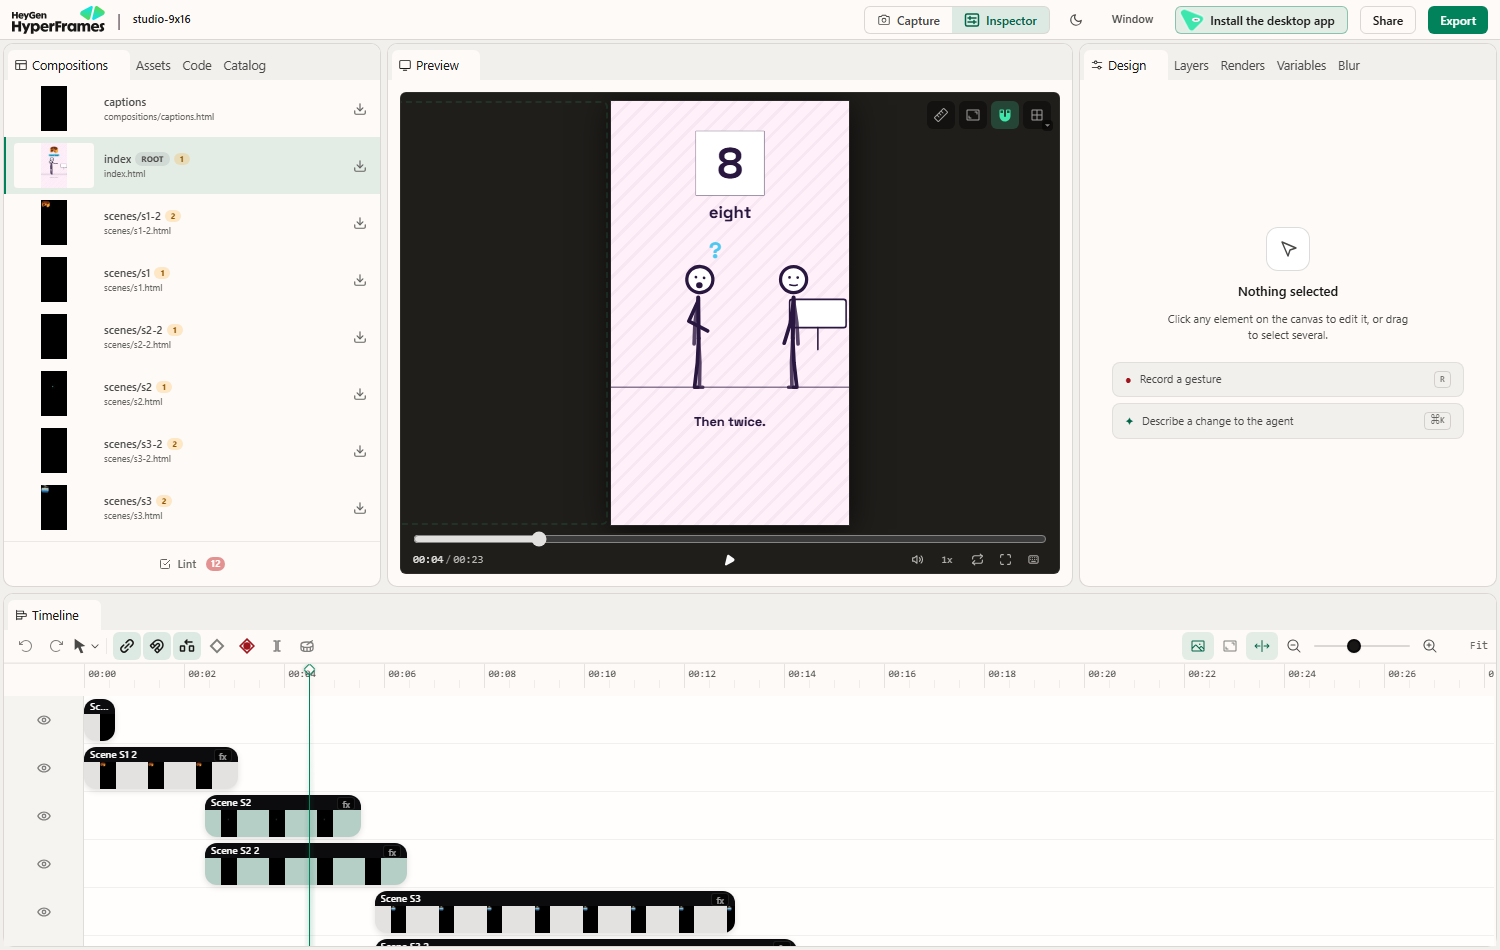 HeyGen
HyperFrames
studio-9x16
Capture
Inspector
Window
Install the desktop app
Share
Export
Compositions
Assets
Code
Catalog
captions
compositions/captions.html
index ROOT 1
index.html
scenes/s1-2 2
scenes/s1-2.html
scenes/s1 1
scenes/s1.html
scenes/s2-2 1
scenes/s2-2.html
scenes/s2 1
scenes/s2.html
scenes/s3-2 2
scenes/s3-2.html
scenes/s3 2
scenes/s3.html
Lint 12
Preview
8
eight
?
Then twice.
00:04 / 00:23
1x
Design
Layers
Renders
Variables
Blur
Nothing selected
Click any element on the canvas to edit it, or drag
to select several.
Record a gesture R
Describe a change to the agent ⌘K
Timeline
Fit
00:00 00:02 00:04 00:06 00:08 00:10 00:12 00:14 00:16 00:18 00:20 00:22 00:24 00:26 0
Sc...
Scene S1 2 fx
Scene S2 fx
Scene S2 2 fx
Scene S3 fx